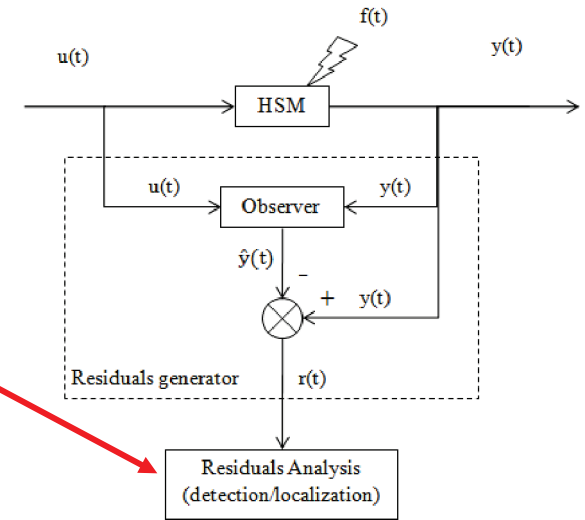 f(t)
u(t)
y(t)
HSM
u(t)
y(t)
Observer
ŷ(t)
−
+ y(t)
Residuals generator
r(t)
Residuals Analysis
(detection/localization)